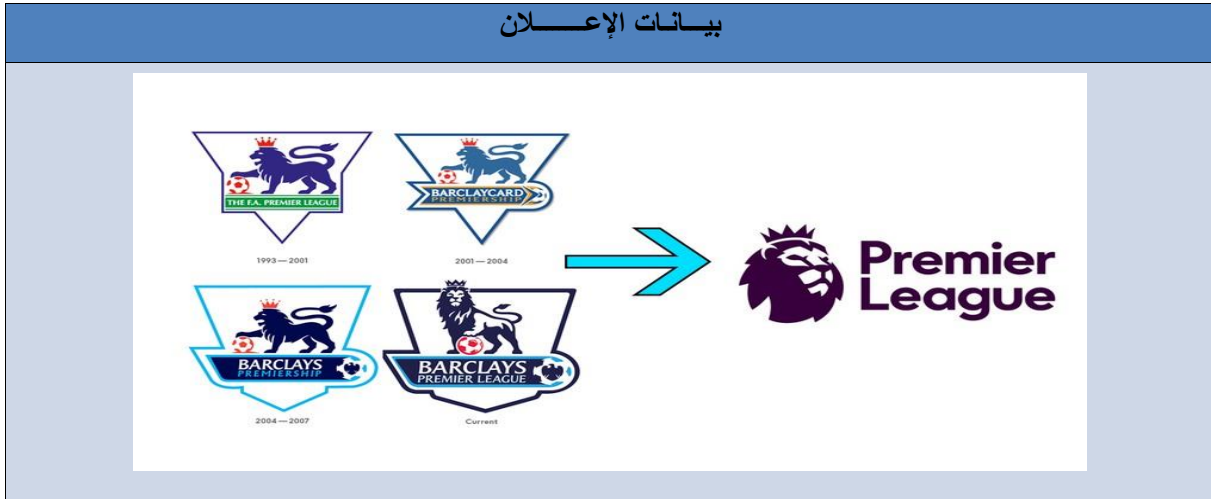 بيـــانـات الإعـــــــلان
THE F.A. PREMIER LEAGUE
1993 — 2001
BARCLAYCARD
PREMIERSHIP
2001 — 2004
BARCLAYS
PREMIERSHIP
2004 — 2007
BARCLAYS
PREMIER LEAGUE
Current
Premier
League